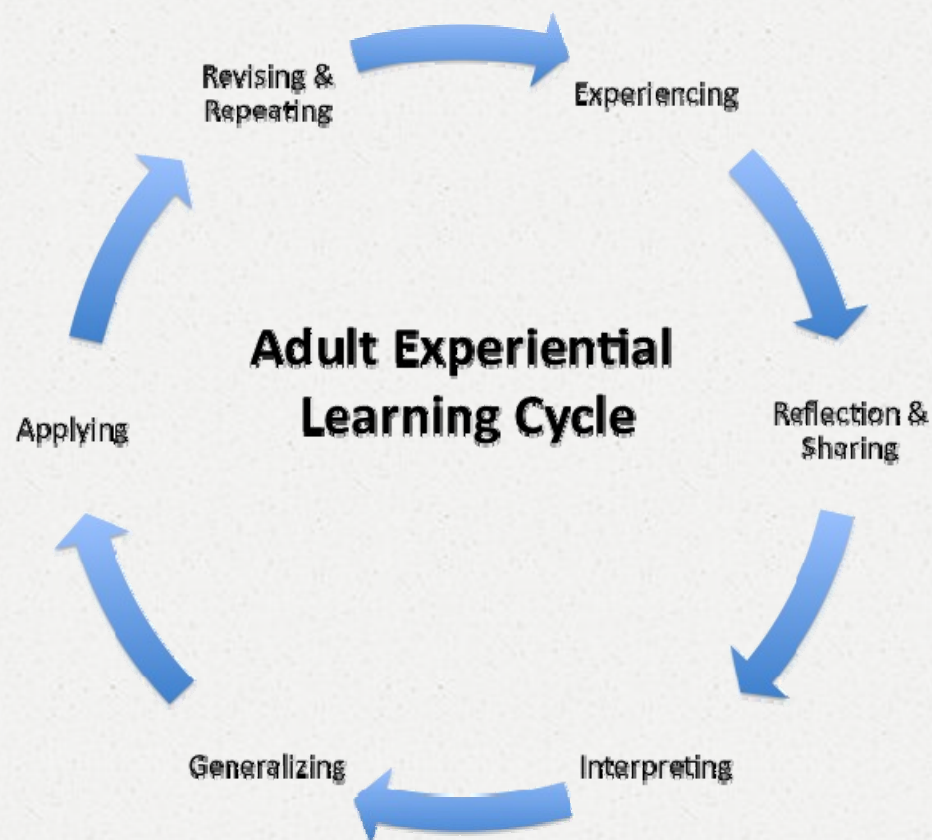 Revising &
Repeating
Experiencing
Adult Experiential
Learning Cycle
Reflection &
Sharing
Applying
Generalizing
Interpreting